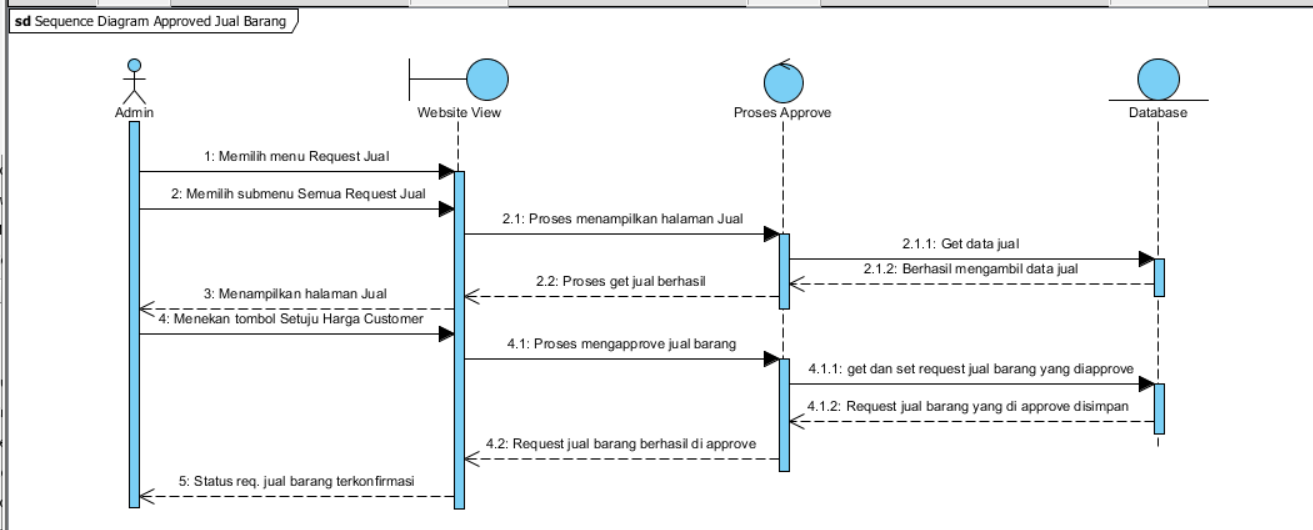 sd Sequence Diagram Approved Jual Barang
Admin
Website View
Proses Approve
Database
1: Memilih menu Request Jual
2: Memilih submenu Semua Request Jual
2.1: Proses menampilkan halaman Jual
2.1.1: Get data jual
2.1.2: Berhasil mengambil data jual
2.2: Proses get jual berhasil
3: Menampilkan halaman Jual
4: Menekan tombol Setuju Harga Customer
4.1: Proses mengapprove jual barang
4.1.1: get dan set request jual barang yang diapprove
4.1.2: Request jual barang yang di approve disimpan
4.2: Request jual barang berhasil di approve
5: Status req. jual barang terkonfirmasi